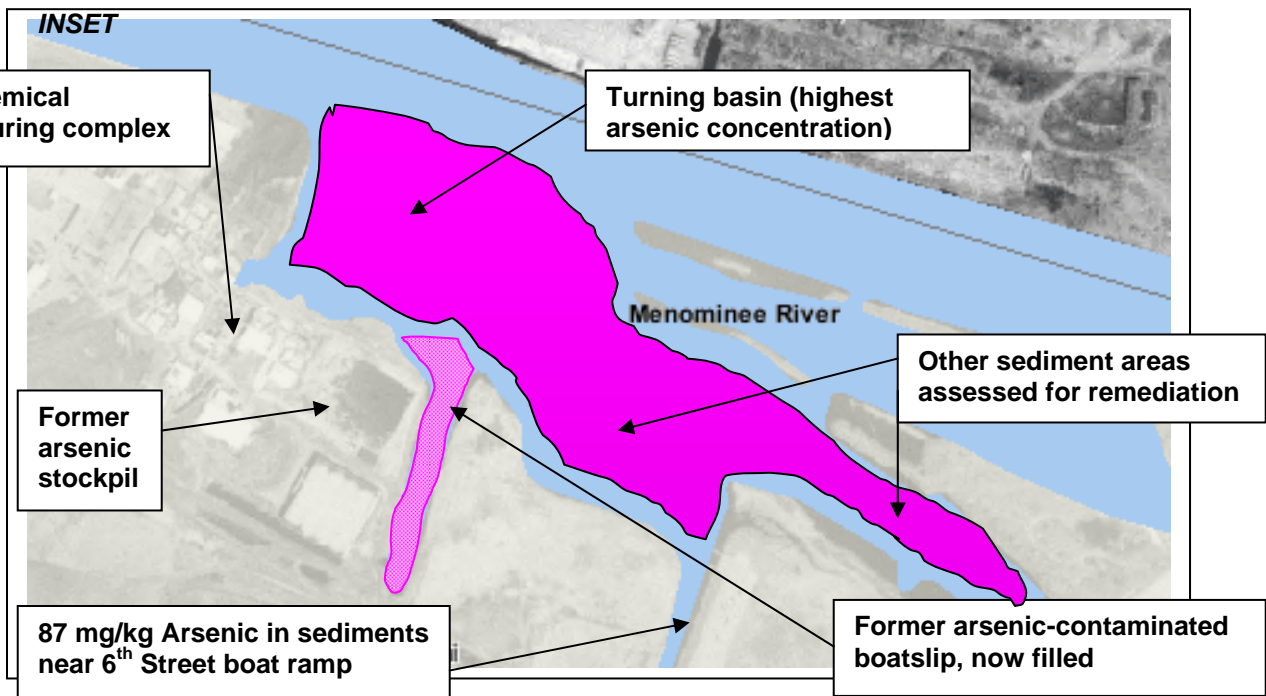 INSET
emical
uring complex
Turning basin (highest
arsenic concentration)
Menominee River
Other sediment areas
assessed for remediation
Former
arsenic
stockpil
87 mg/kg Arsenic in sediments
near 6th Street boat ramp
Former arsenic-contaminated
boatslip, now filled